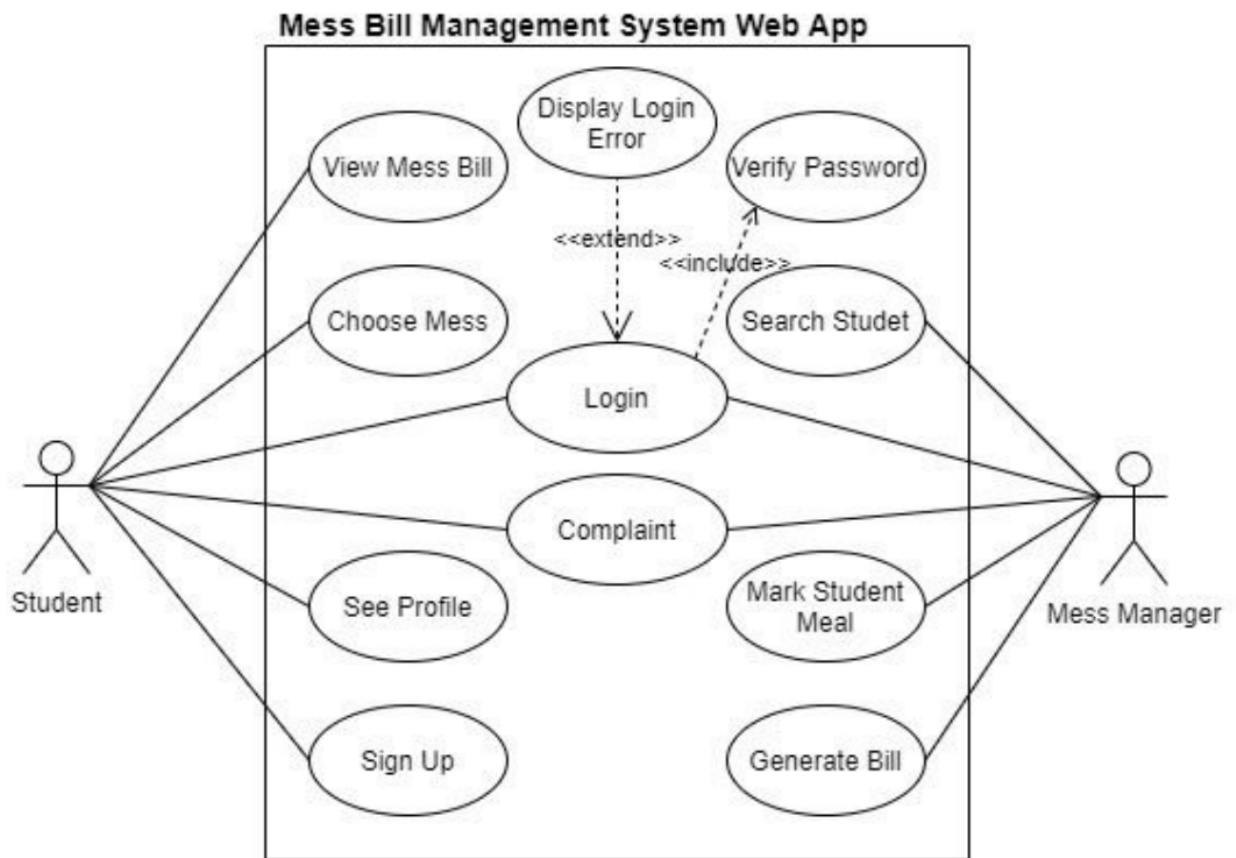 Mess Bill Management System Web App
Display Login
Error
View Mess Bill
Verify Password
<<extend>>
<<include>>
Choose Mess
Search Studet
Login
Complaint
Student
See Profile
Mark Student
Meal
Mess Manager
Sign Up
Generate Bill